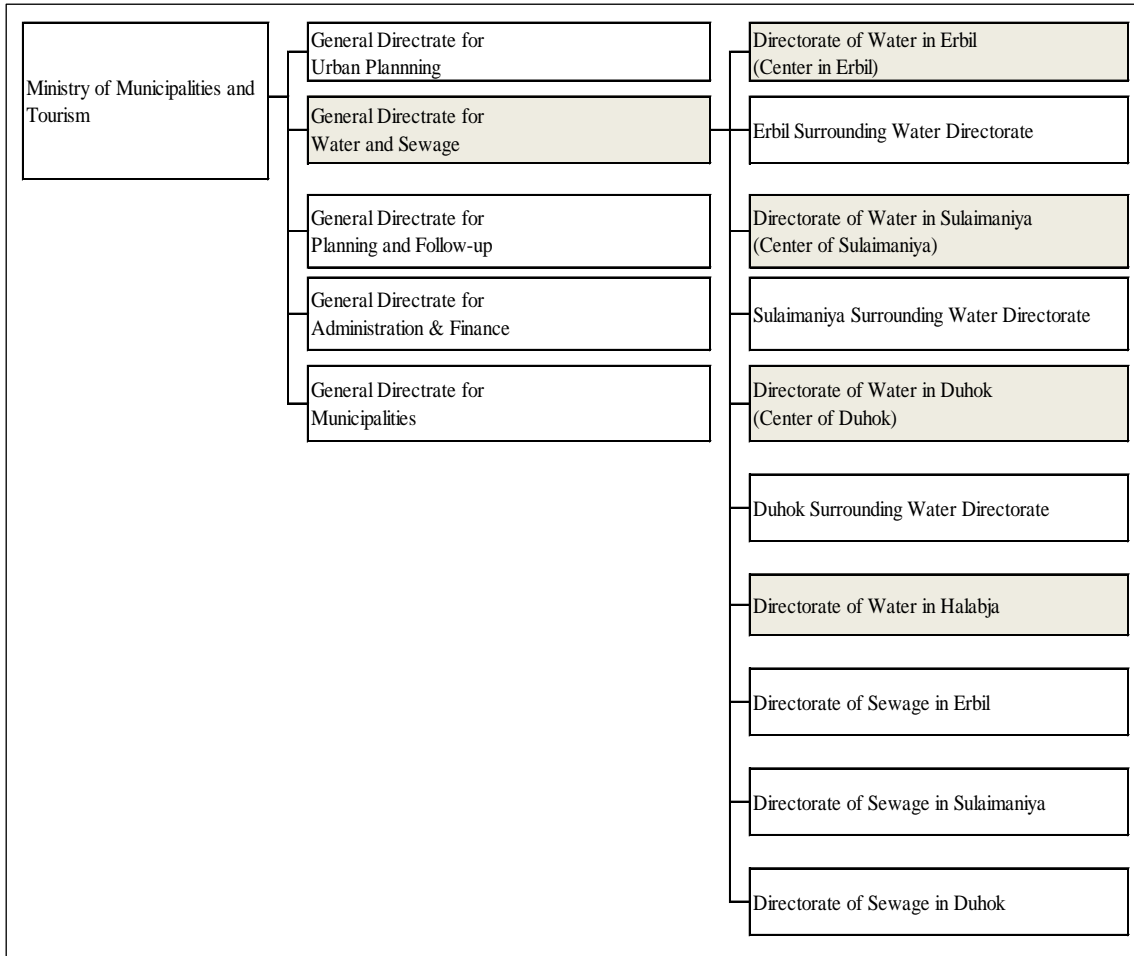 Ministry of Municipalities and
Tourism
General Directrate for
Urban Plannning
General Directrate for
Water and Sewage
General Directrate for
Planning and Follow-up
General Directrate for
Administration & Finance
General Directrate for
Municipalities
Directorate of Water in Erbil
(Center in Erbil)
Erbil Surrounding Water Directorate
Directorate of Water in Sulaimaniya
(Center of Sulaimaniya)
Sulaimaniya Surrounding Water Directorate
Directorate of Water in Duhok
(Center of Duhok)
Duhok Surrounding Water Directorate
Directorate of Water in Halabja
Directorate of Sewage in Erbil
Directorate of Sewage in Sulaimaniya
Directorate of Sewage in Duhok